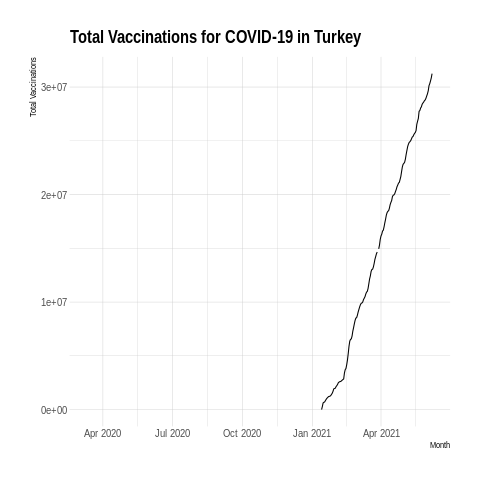 Total Vaccinations for COVID-19 in Turkey
Total Vaccinations
3e+07
2e+07
1e+07
0e+00
Apr 2020
Jul 2020
Oct 2020
Jan 2021
Apr 2021
Month